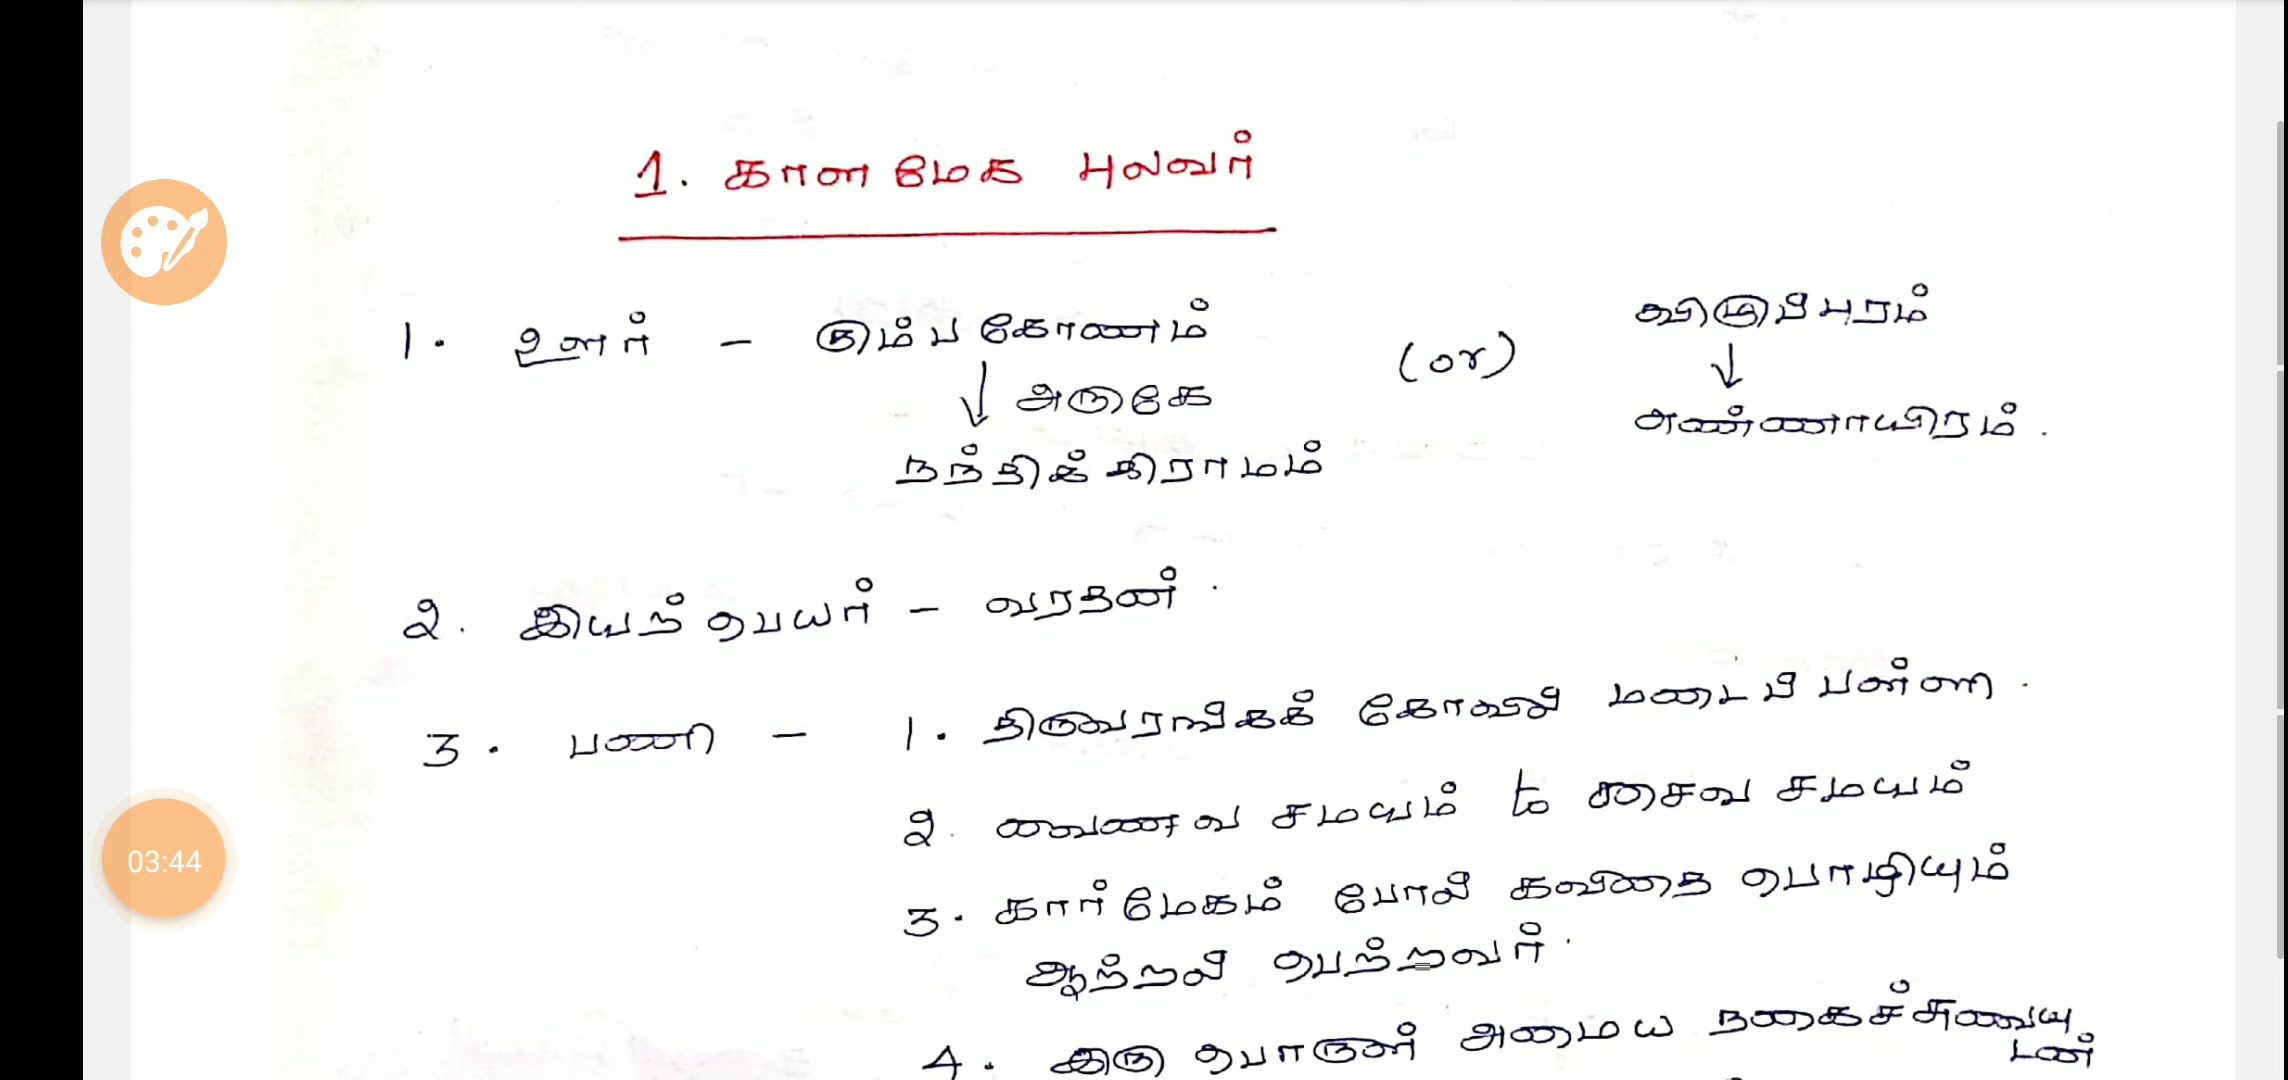 1. காளமேக புலவர்
1. ஊர் - கும்பகோணம் (or) விழுப்புரம்
↓ அருகே ↓
நந்திக்கிராமம் எண்ணாயிரம்.
2. இயற்பெயர் - வரதன்.
3. பணி - 1. திருவரங்கக் கோவில் மடைப்பள்ளி.
2. வைணவ சமயம் to சைவ சமயம்
3. கார்மேகம் போல் கவிதை பொழியும்
ஆற்றல் பெற்றவர்.
03:44
4. இரு பொருள் அமைய நகைச்சுவையு
டன்